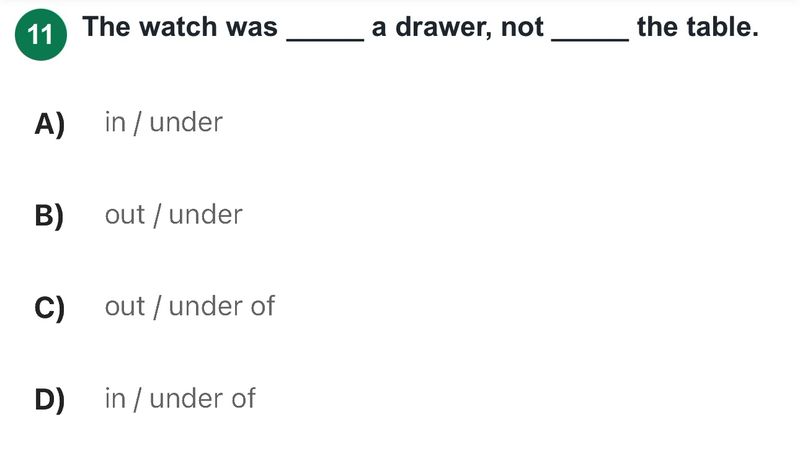 11 The watch was _____ a drawer, not _____ the table.
A) in / under
B) out / under
C) out / under of
D) in / under of